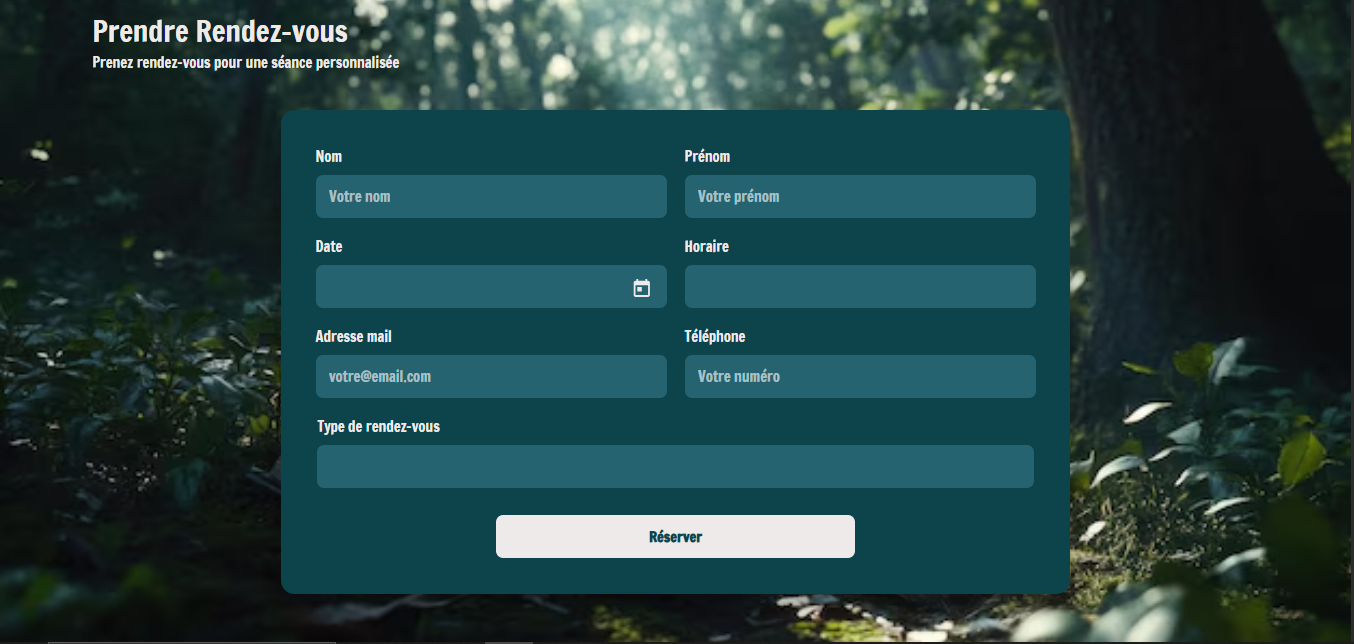 Prendre Rendez-vous
Prenez rendez-vous pour une séance personnalisée
Nom
Prénom
Votre nom
Votre prénom
Date
Horaire
Adresse mail
Téléphone
votre@email.com
Votre numéro
Type de rendez-vous
Réserver